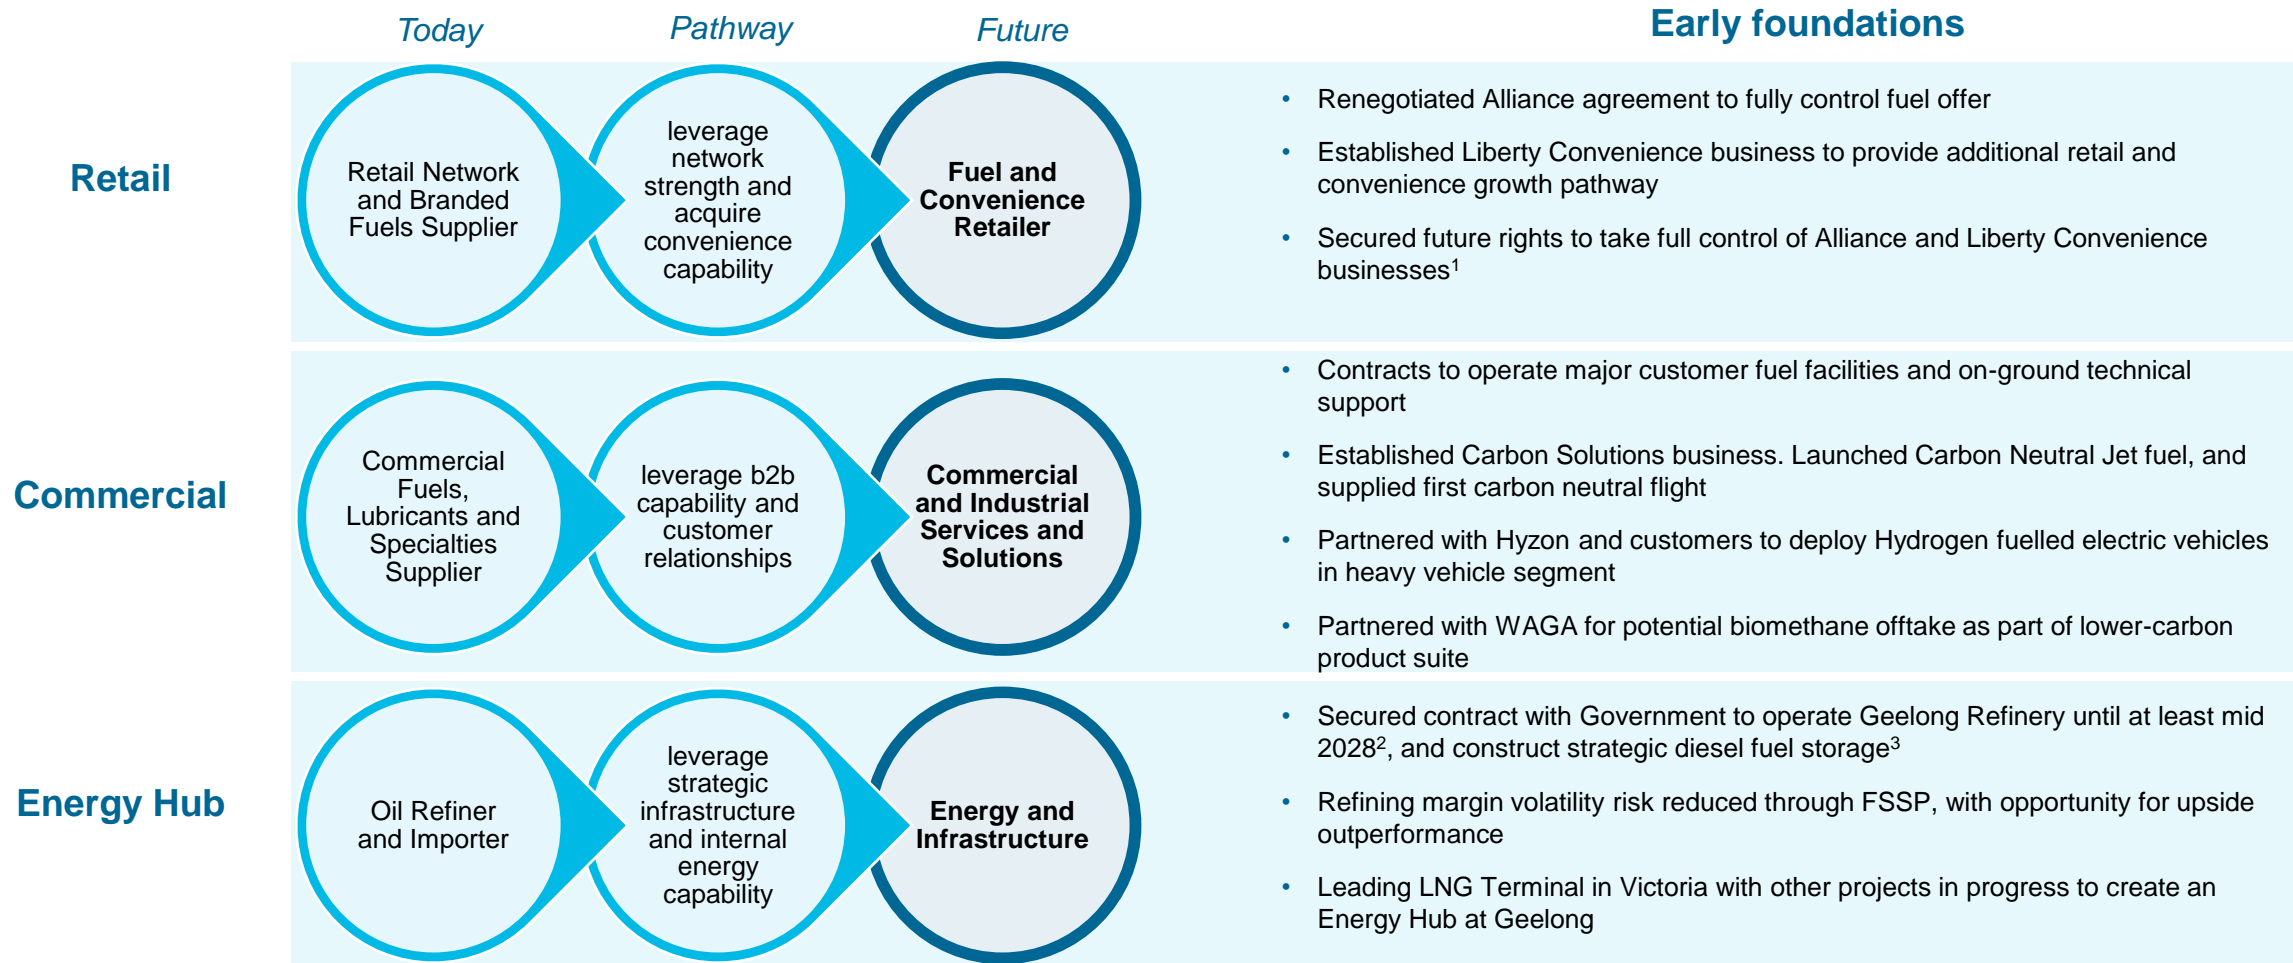 Today
Pathway
Future
Early foundations
Retail
Retail Network
and Branded
Fuels Supplier
leverage
network
strength and
acquire
convenience
capability
Fuel and
Convenience
Retailer
• Renegotiated Alliance agreement to fully control fuel offer
• Established Liberty Convenience business to provide additional retail and
convenience growth pathway
• Secured future rights to take full control of Alliance and Liberty Convenience
businesses¹
Commercial
Commercial
Fuels,
Lubricants and
Specialties
Supplier
leverage b2b
capability and
customer
relationships
Commercial
and Industrial
Services and
Solutions
• Contracts to operate major customer fuel facilities and on-ground technical
support
• Established Carbon Solutions business. Launched Carbon Neutral Jet fuel, and
supplied first carbon neutral flight
• Partnered with Hyzon and customers to deploy Hydrogen fuelled electric vehicles
in heavy vehicle segment
• Partnered with WAGA for potential biomethane offtake as part of lower-carbon
product suite
Energy Hub
Oil Refiner
and Importer
leverage
strategic
infrastructure
and internal
energy
capability
Energy and
Infrastructure
• Secured contract with Government to operate Geelong Refinery until at least mid
2028², and construct strategic diesel fuel storage³
• Refining margin volatility risk reduced through FSSP, with opportunity for upside
outperformance
• Leading LNG Terminal in Victoria with other projects in progress to create an
Energy Hub at Geelong